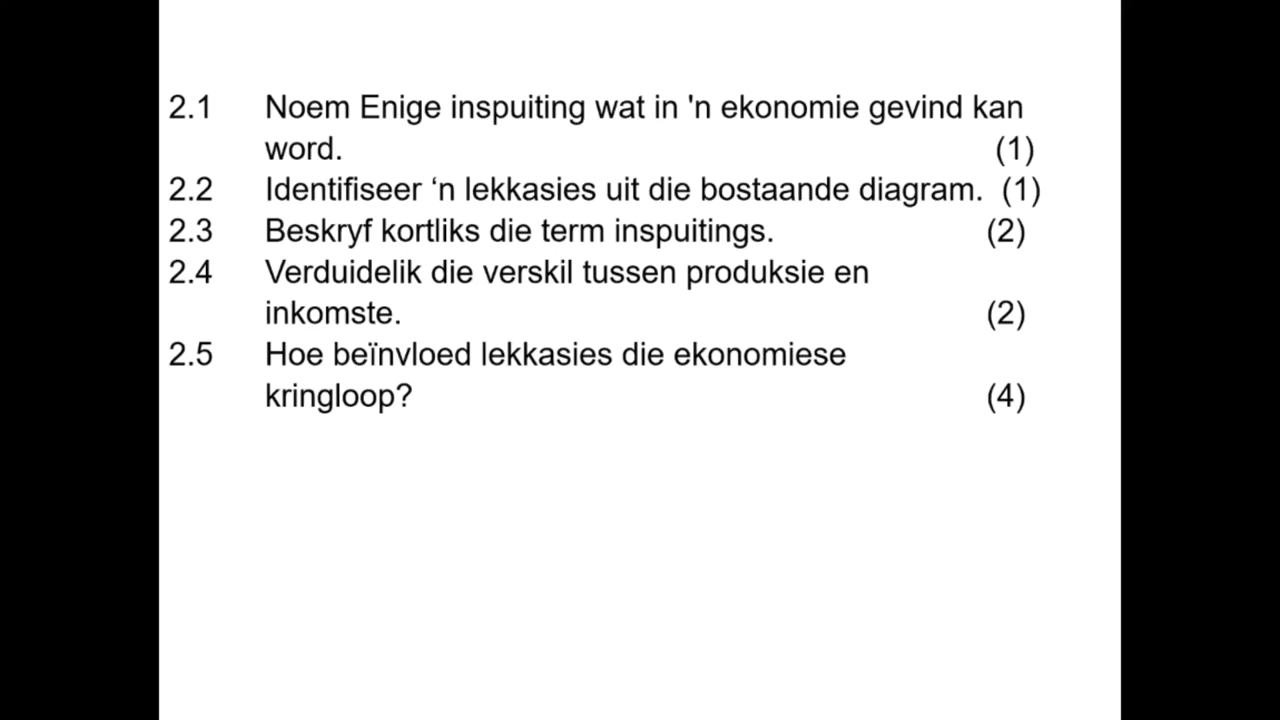 2.1 Noem Enige inspuiting wat in 'n ekonomie gevind kan
word. (1)
2.2 Identifiseer ‘n lekkasies uit die bostaande diagram. (1)
2.3 Beskryf kortliks die term inspuitings. (2)
2.4 Verduidelik die verskil tussen produksie en
inkomste. (2)
2.5 Hoe beïnvloed lekkasies die ekonomiese
kringloop? (4)